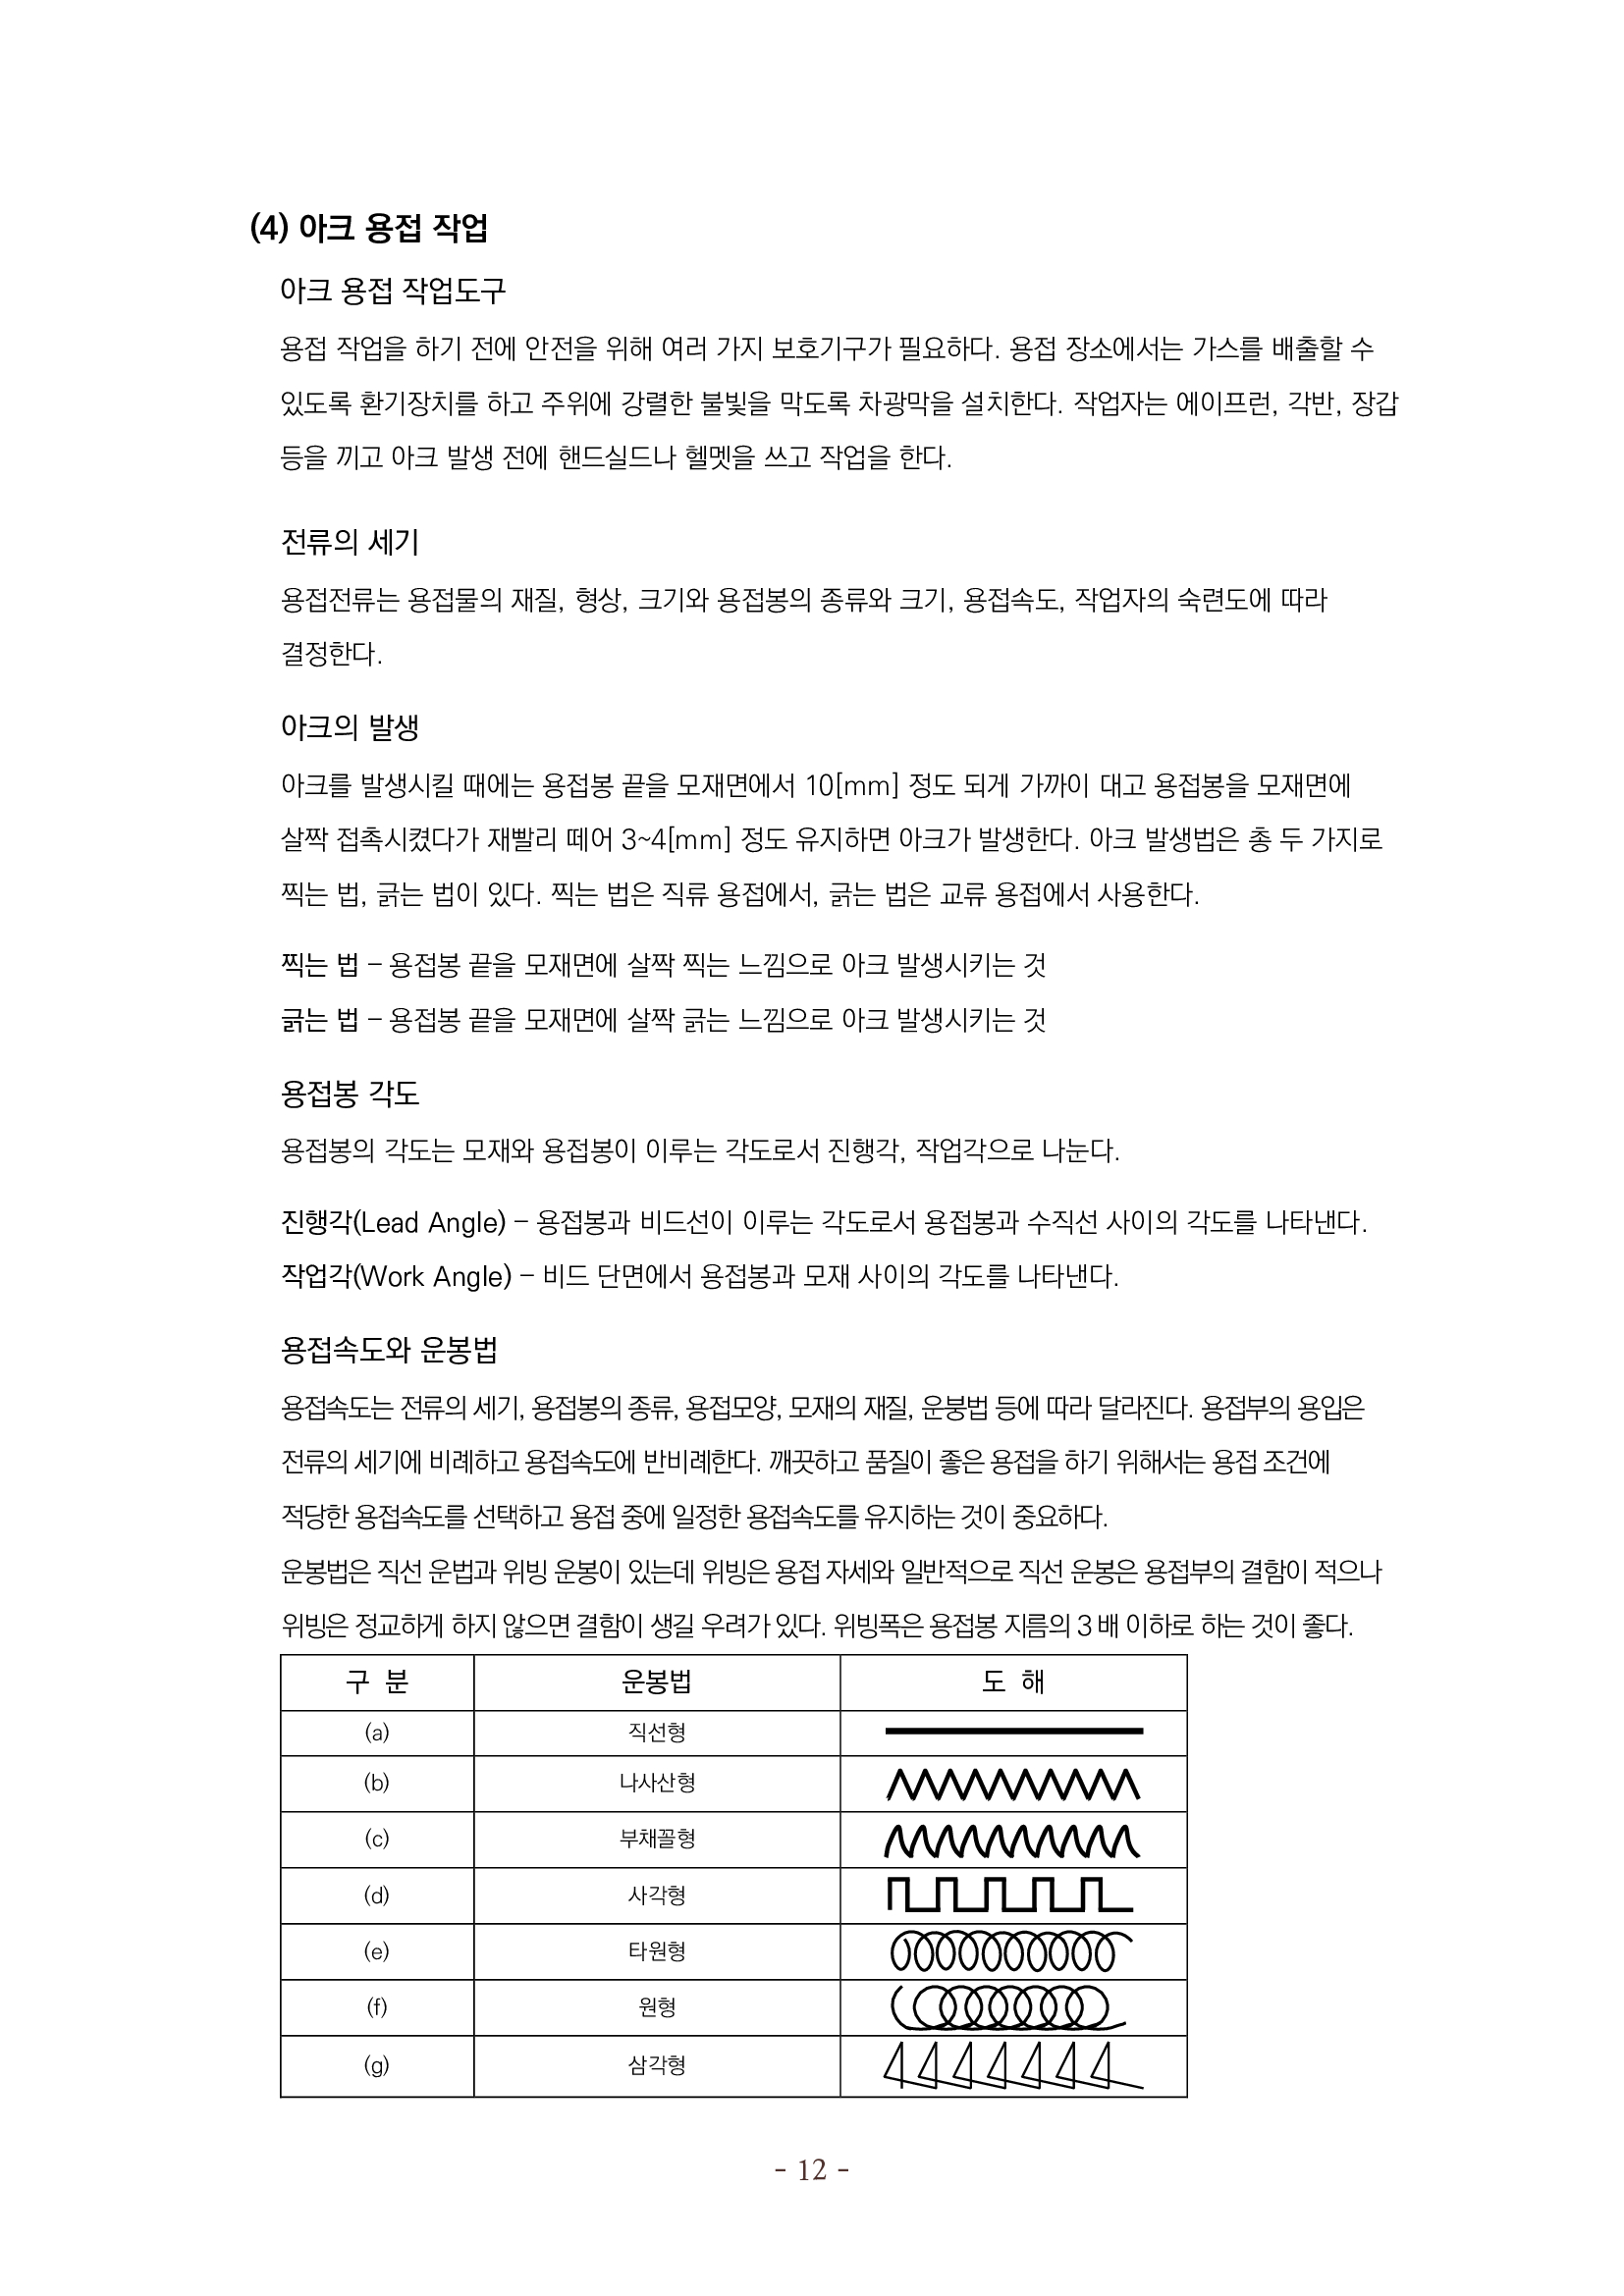 (4) 아크 용접 작업
아크 용접 작업도구
용접 작업을 하기 전에 안전을 위해 여러 가지 보호기구가 필요하다. 용접 장소에서는 가스를 배출할 수
있도록 환기장치를 하고 주위에 강렬한 불빛을 막도록 차광막을 설치한다. 작업자는 에이프런, 각반, 장갑
등을 끼고 아크 발생 전에 핸드실드나 헬멧을 쓰고 작업을 한다.
전류의 세기
용접전류는 용접물의 재질, 형상, 크기와 용접봉의 종류와 크기, 용접속도, 작업자의 숙련도에 따라
결정한다.
아크의 발생
아크를 발생시킬 때에는 용접봉 끝을 모재면에서 10[mm] 정도 되게 가까이 대고 용접봉을 모재면에
살짝 접촉시켰다가 재빨리 떼어 3~4[mm] 정도 유지하면 아크가 발생한다. 아크 발생법은 총 두 가지로
찍는 법, 긁는 법이 있다. 찍는 법은 직류 용접에서, 긁는 법은 교류 용접에서 사용한다.
찍는 법 – 용접봉 끝을 모재면에 살짝 찍는 느낌으로 아크 발생시키는 것
긁는 법 – 용접봉 끝을 모재면에 살짝 긁는 느낌으로 아크 발생시키는 것
용접봉 각도
용접봉의 각도는 모재와 용접봉이 이루는 각도로서 진행각, 작업각으로 나눈다.
진행각(Lead Angle) – 용접봉과 비드선이 이루는 각도로서 용접봉과 수직선 사이의 각도를 나타낸다.
작업각(Work Angle) – 비드 단면에서 용접봉과 모재 사이의 각도를 나타낸다.
용접속도와 운봉법
용접속도는 전류의 세기, 용접봉의 종류, 용접모양, 모재의 재질, 운봉법 등에 따라 달라진다. 용접부의 용입은
전류의 세기에 비례하고 용접속도에 반비례한다. 깨끗하고 품질이 좋은 용접을 하기 위해서는 용접 조건에
적당한 용접속도를 선택하고 용접 중에 일정한 용접속도를 유지하는 것이 중요하다.
운봉법은 직선 운법과 위빙 운봉이 있는데 위빙은 용접 자세와 일반적으로 직선 운봉은 용접부의 결함이 적으나
위빙은 정교하게 하지 않으면 결함이 생길 우려가 있다. 위빙폭은 용접봉 지름의 3 배 이하로 하는 것이 좋다.
구 분 운봉법 도 해
(a) 직선형
(b) 나사산형
(c) 부채꼴형
(d) 사각형
(e) 타원형
(f) 원형
(g) 삼각형
- 12 -